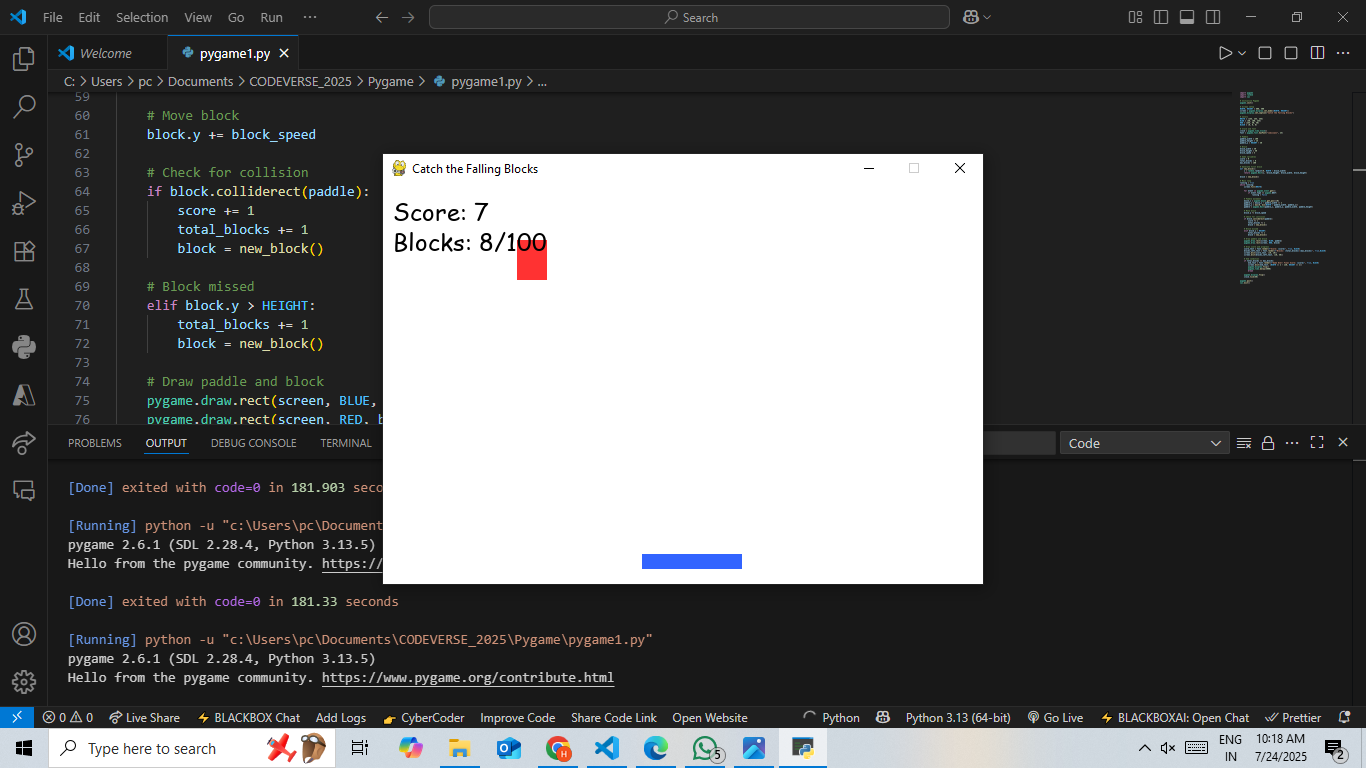 File Edit Selection View Go Run ··· Search
Welcome pygame1.py
C: > Users > pc > Documents > CODEVERSE_2025 > Pygame > pygame1.py > ...
59
60 # Move block
61 block.y += block_speed
62
63 # Check for collision
64 if block.colliderect(paddle):
65 score += 1
66 total_blocks += 1
67 block = new_block()
68
69 # Block missed
70 elif block.y > HEIGHT:
71 total_blocks += 1
72 block = new_block()
73
74 # Draw paddle and block
75 pygame.draw.rect(screen, BLUE,
76 pygame.draw.rect(screen, RED, b
Catch the Falling Blocks
Score: 7
Blocks: 8/100
PROBLEMS OUTPUT DEBUG CONSOLE TERMINAL Code
[Done] exited with code=0 in 181.903 seco
[Running] python -u "c:\Users\pc\Document
pygame 2.6.1 (SDL 2.28.4, Python 3.13.5)
Hello from the pygame community. https://
[Done] exited with code=0 in 181.33 seconds
[Running] python -u "c:\Users\pc\Documents\CODEVERSE_2025\Pygame\pygame1.py"
pygame 2.6.1 (SDL 2.28.4, Python 3.13.5)
Hello from the pygame community. https://www.pygame.org/contribute.html
0 0 Live Share BLACKBOX Chat Add Logs CyberCoder Improve Code Share Code Link Open Website Python Python 3.13 (64-bit) Go Live BLACKBOXAI: Open Chat Prettier
Type here to search 5 ENG 10:18 AM
IN 7/24/2025 2